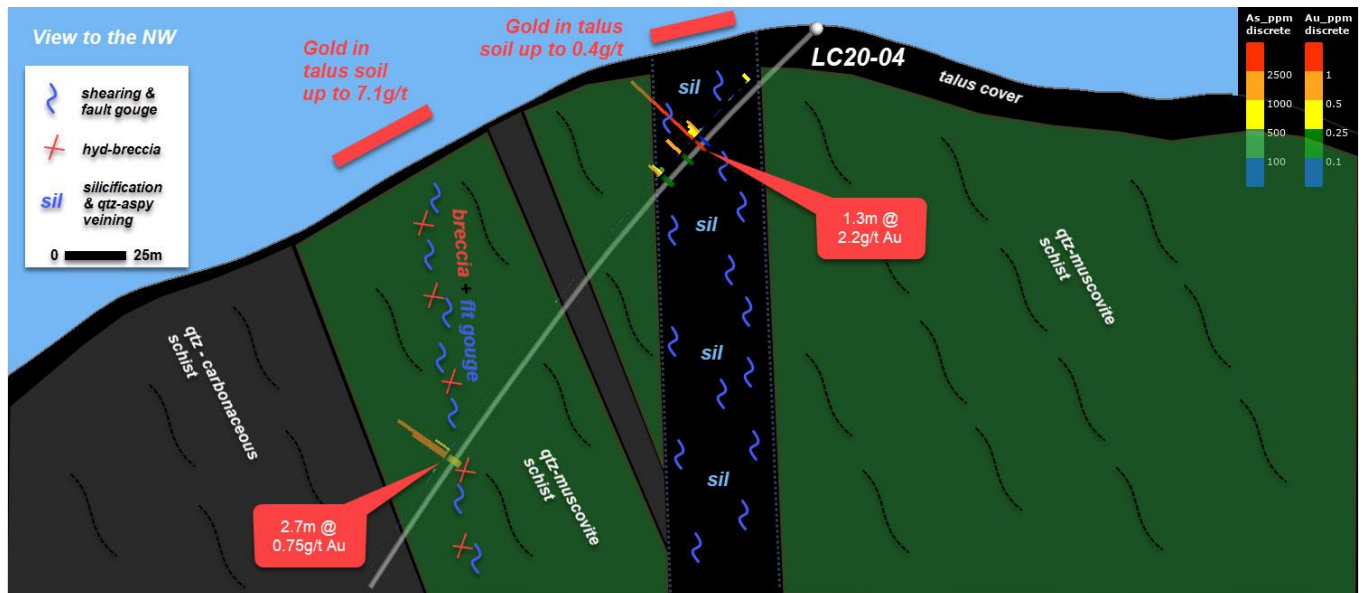 View to the NW
shearing &
fault gouge
hyd-breccia
sil
silicification
& qtz-aspy
veining
0
25m
Gold in
talus soil
up to 7.1g/t
Gold in talus
soil up to 0.4g/t
LC20-04
talus cover
As_ppm
discrete
2500
1000
500
100
Au_ppm
discrete
1
0.5
0.25
0.1
sil
sil
sil
sil
1.3m @
2.2g/t Au
breccia + flt gouge
qtz-muscovite
schist
qtz - carbonaceous
schist
qtz-muscovite
schist
2.7m @
0.75g/t Au